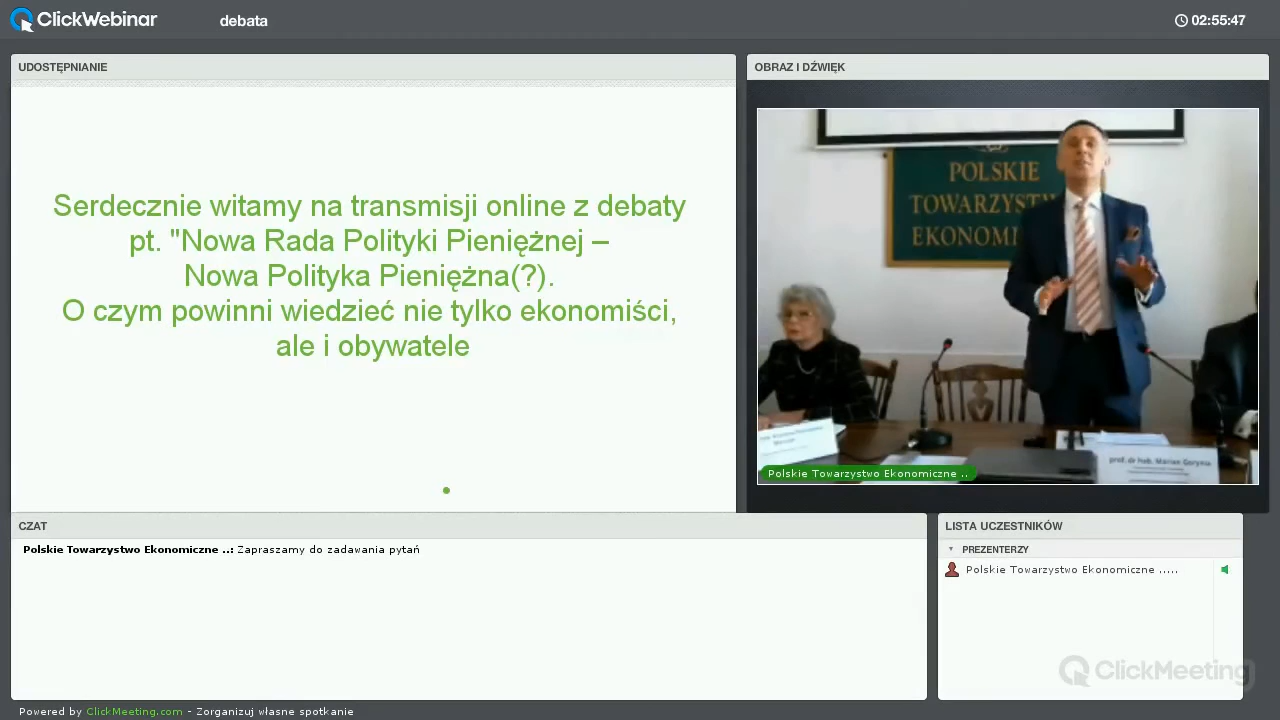 ClickWebinar
debata
02:55:47
UDOSTĘPNIANIE
Serdecznie witamy na transmisji online z debaty
pt. "Nowa Rada Polityki Pieniężnej –
Nowa Polityka Pieniężna(?).
O czym powinni wiedzieć nie tylko ekonomiści,
ale i obywatele
OBRAZ I DŹWIĘK
POLSKIE
TOWARZYSTW
EKONOMI
prof. dr hab. Marian Gorynia
Polskie Towarzystwo Ekonomiczne ..
CZAT
Polskie Towarzystwo Ekonomiczne ..: Zapraszamy do zadawania pytań
LISTA UCZESTNIKÓW
PREZENTERZY
Polskie Towarzystwo Ekonomiczne .....
ClickMeeting
Powered by ClickMeeting.com - Zorganizuj własne spotkanie